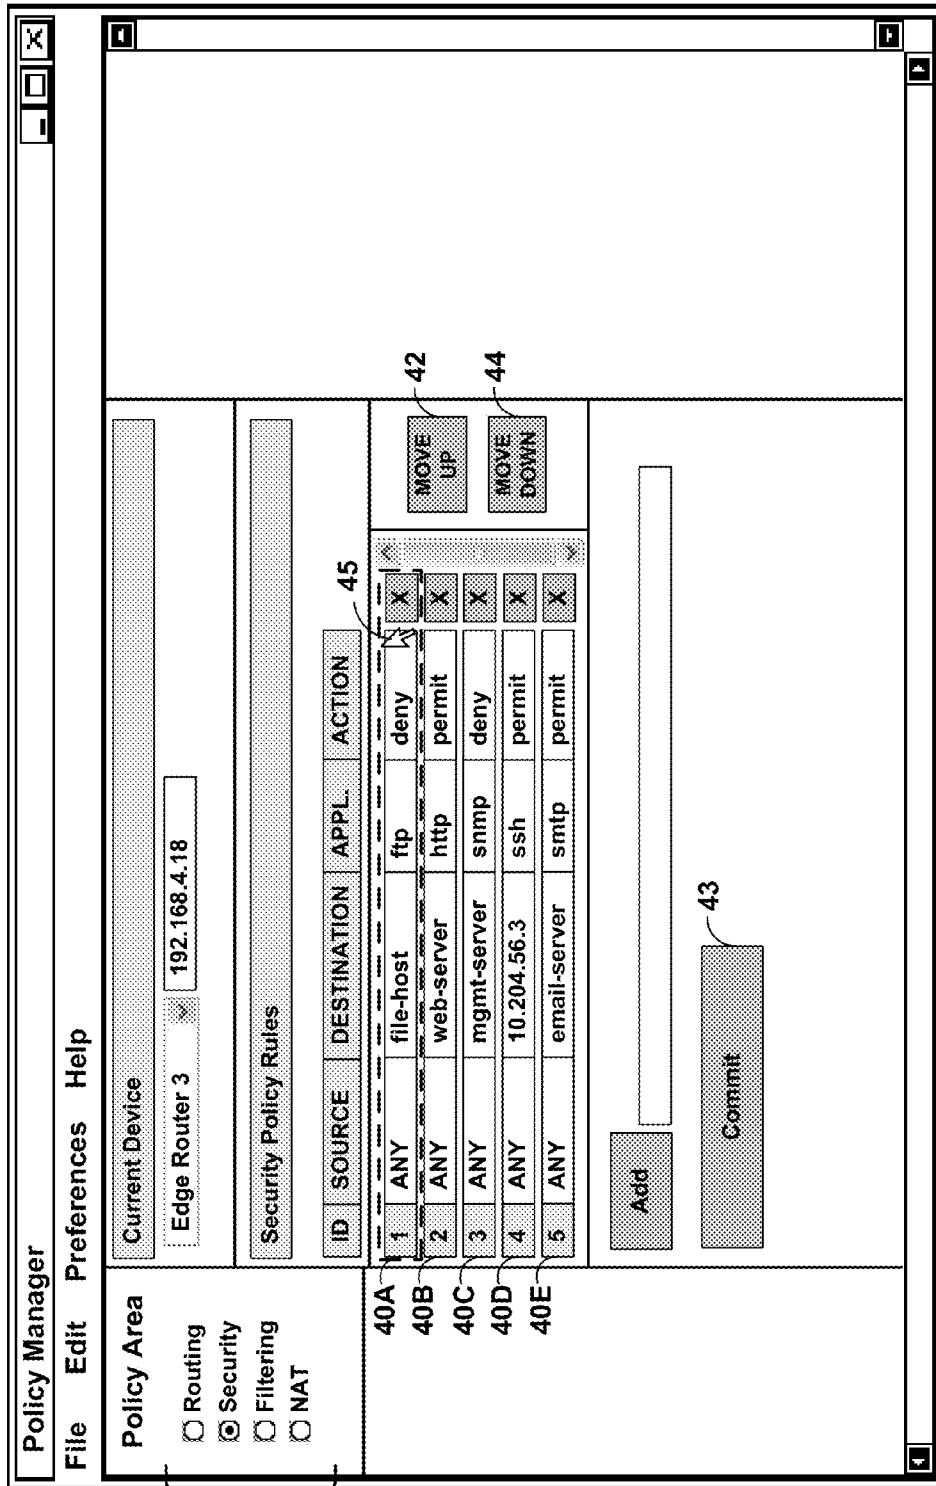 Policy Manager
File Edit Preferences Help
Policy Area
Routing
Security
Filtering
NAT
Current Device
Edge Router 3 192.168.4.18
Security Policy Rules
45
ID SOURCE DESTINATION APPL. ACTION
40A 1 ANY file-host ftp deny X
40B 2 ANY web-server http permit X
40C 3 ANY mgmt-server snmp deny X
40D 4 ANY 10.204.56.3 ssh permit X
40E 5 ANY email-server smtp permit X
MOVE
UP
42
MOVE
DOWN
44
Add
Commit
43